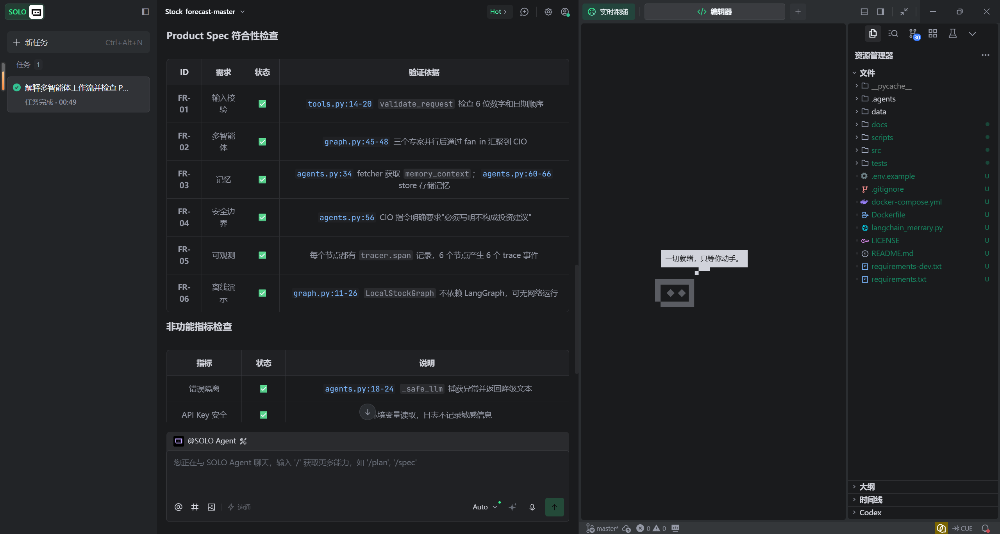 SOLO
新任务 Ctrl+Alt+N
任务 1
解释多智能体工作流并检查 P...
任务完成 · 00:49
Stock_forecast-master
Hot
Product Spec 符合性检查
ID 需求 状态 验证依据
FR-01 输入校验 ✅ tools.py:14-20 validate_request 检查 6 位数字和日期顺序
FR-02 多智能体 ✅ graph.py:45-48 三个专家并行后通过 fan-in 汇聚到 CIO
FR-03 记忆 ✅ agents.py:34 fetcher 获取 memory_context ; agents.py:60-66 store 存储记忆
FR-04 安全边界 ✅ agents.py:56 CIO 指令明确要求"必须写明不构成投资建议"
FR-05 可观测 ✅ 每个节点都有 tracer.span 记录，6 个节点产生 6 个 trace 事件
FR-06 离线演示 ✅ graph.py:11-26 LocalStockGraph 不依赖 LangGraph，可无网络运行
非功能指标检查
指标 状态 说明
错误隔离 ✅ agents.py:18-24 _safe_llm 捕获异常并返回降级文本
API Key 安全 ✅ 环境变量读取，日志不记录敏感信息
@SOLO Agent
您正在与 SOLO Agent 聊天，输入 '/' 获取更多能力，如 '/plan', '/spec'
速通
Auto
实时跟随
编辑器
一切就绪，只等你动手。
30
资源管理器
文件
__pycache__
.agents
data
docs
scripts
src
tests
.env.example U
.gitignore U
docker-compose.yml U
Dockerfile U
langchain_merrary.py U
LICENSE U
README.md U
requirements-dev.txt U
requirements.txt U
大纲
时间线
Codex
master* 0 0
CUE